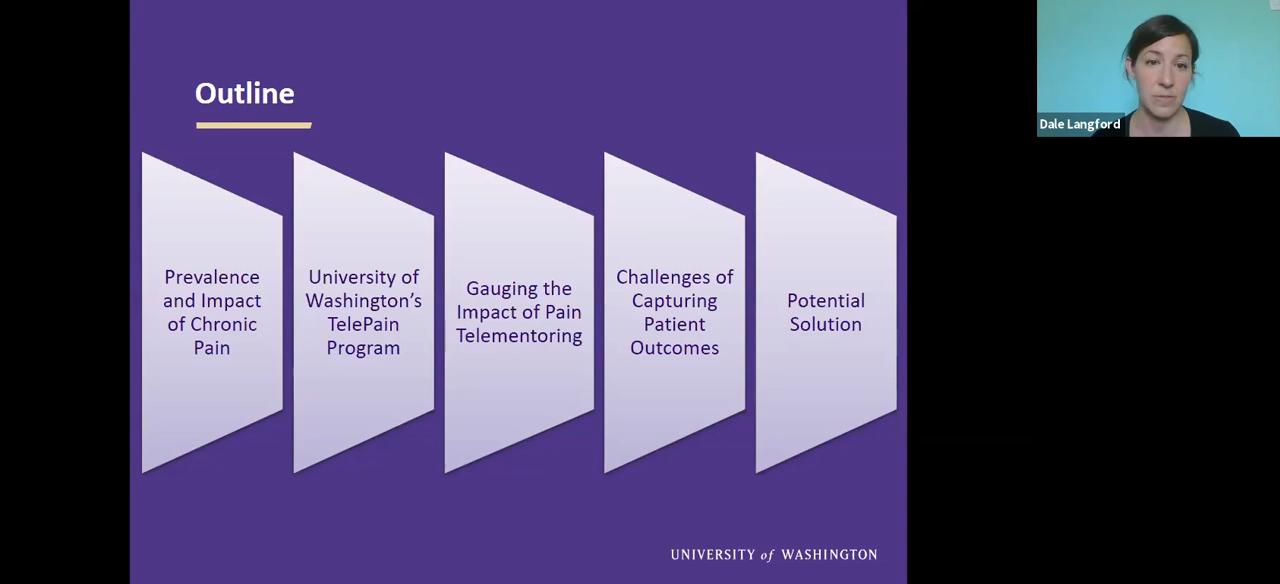 Outline
Prevalence
and Impact
of Chronic
Pain
University of
Washington’s
TelePain
Program
Gauging the
Impact of Pain
Telementoring
Challenges of
Capturing
Patient
Outcomes
Potential
Solution
UNIVERSITY of WASHINGTON
Dale Langford